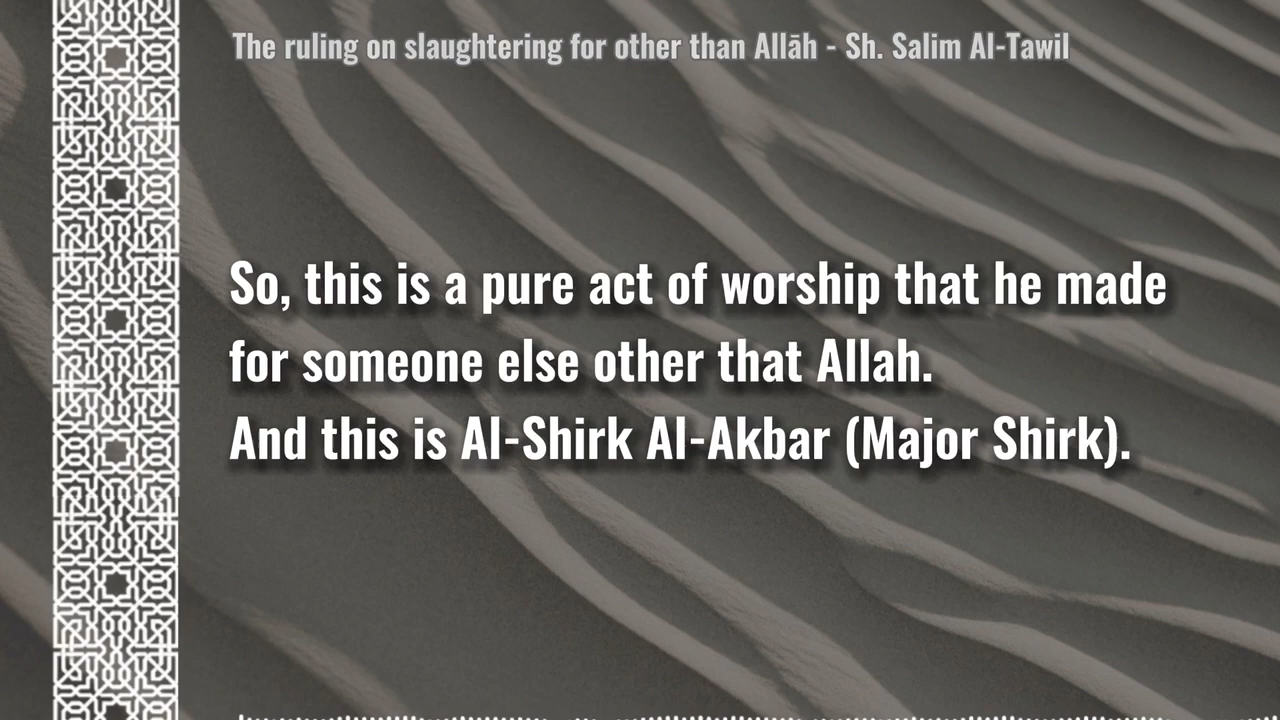 The ruling on slaughtering for other than Allāh - Sh. Salim Al-Tawil
So, this is a pure act of worship that he made
for someone else other that Allah.
And this is Al-Shirk Al-Akbar (Major Shirk).